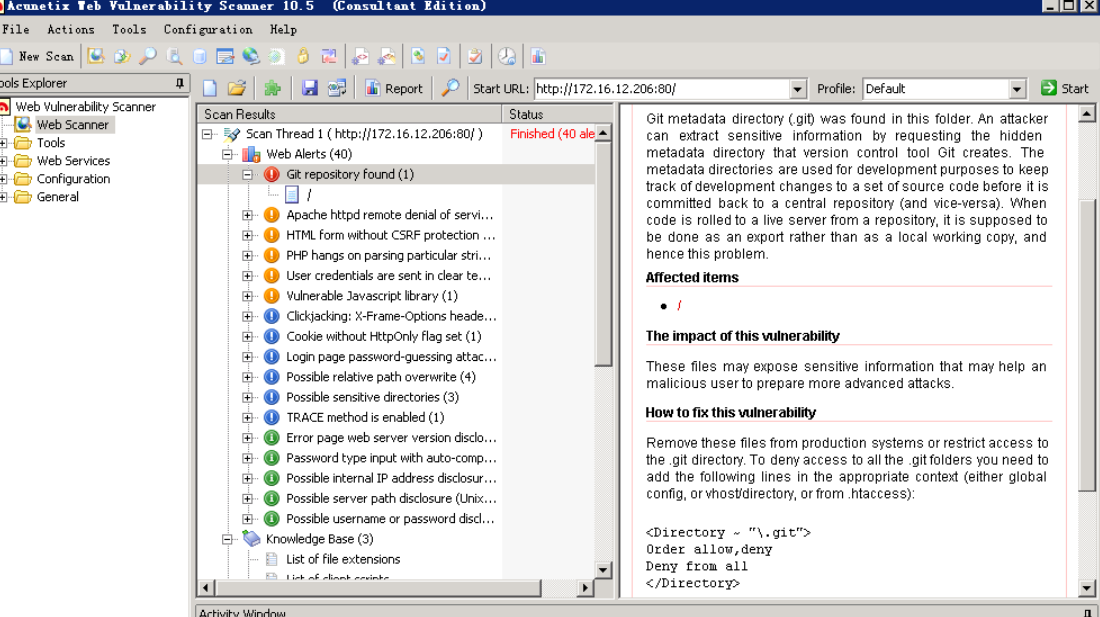 Acunetix Web Vulnerability Scanner 10.5 (Consultant Edition)
File Actions Tools Configuration Help
New Scan
ools Explorer
Report
Start URL: http://172.16.12.206:80/
Profile: Default
Start
Web Vulnerability Scanner
Web Scanner
Tools
Web Services
Configuration
General
Scan Results
Status
Scan Thread 1 ( http://172.16.12.206:80/ )
Finished (40 ale
Web Alerts (40)
Git repository found (1)
/
Apache httpd remote denial of servi...
HTML form without CSRF protection ...
PHP hangs on parsing particular stri...
User credentials are sent in clear te...
Vulnerable Javascript library (1)
Clickjacking: X-Frame-Options heade...
Cookie without HttpOnly flag set (1)
Login page password-guessing attac...
Possible relative path overwrite (4)
Possible sensitive directories (3)
TRACE method is enabled (1)
Error page web server version disclo...
Password type input with auto-comp...
Possible internal IP address disclosur...
Possible server path disclosure (Unix...
Possible username or password discl...
Knowledge Base (3)
List of file extensions
List of client scripts
Git metadata directory (.git) was found in this folder. An attacker
can extract sensitive information by requesting the hidden
metadata directory that version control tool Git creates. The
metadata directories are used for development purposes to keep
track of development changes to a set of source code before it is
committed back to a central repository (and vice-versa). When
code is rolled to a live server from a repository, it is supposed to
be done as an export rather than as a local working copy, and
hence this problem.
Affected items
/
The impact of this vulnerability
These files may expose sensitive information that may help an
malicious user to prepare more advanced attacks.
How to fix this vulnerability
Remove these files from production systems or restrict access to
the .git directory. To deny access to all the .git folders you need to
add the following lines in the appropriate context (either global
config, or vhost/directory, or from .htaccess):
<Directory ~ "\.git">
Order allow,deny
Deny from all
</Directory>
Activity Window